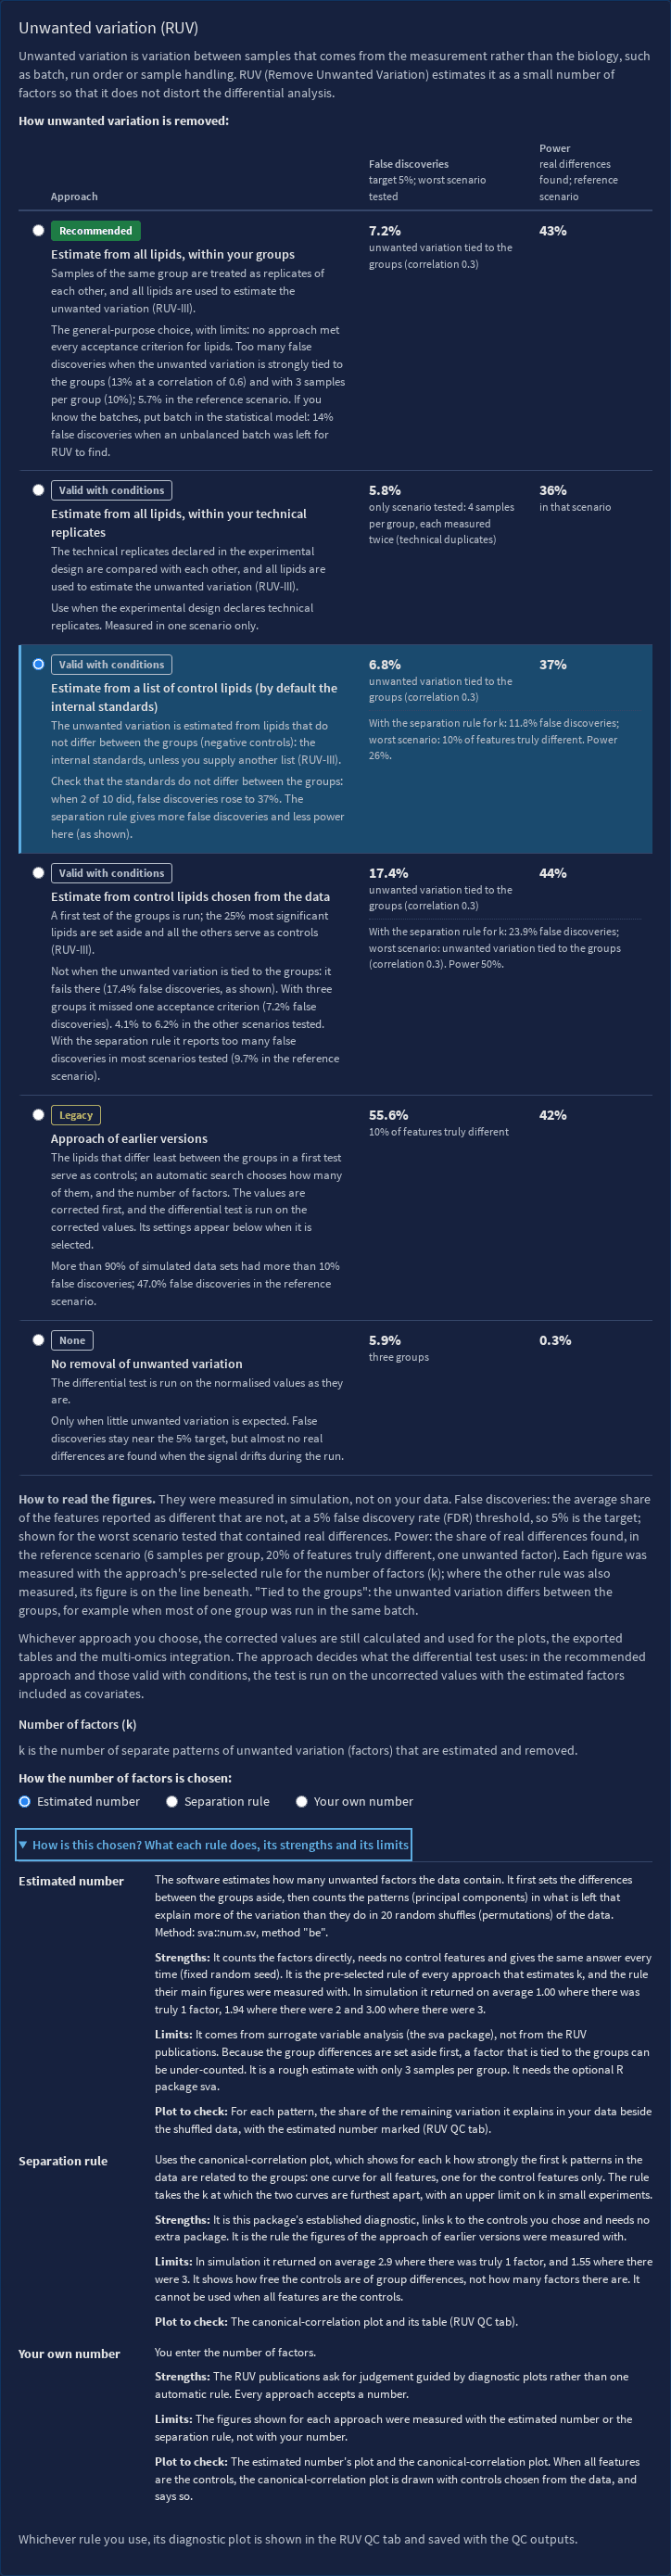 Unwanted variation (RUV)
Unwanted variation is variation between samples that comes from the measurement rather than the biology, such
as batch, run order or sample handling. RUV (Remove Unwanted Variation) estimates it as a small number of
factors so that it does not distort the differential analysis.
How unwanted variation is removed:
Approach
False discoveries
target 5%; worst scenario
tested
Power
real differences
found; reference
scenario
Recommended
Estimate from all lipids, within your groups
Samples of the same group are treated as replicates of
each other, and all lipids are used to estimate the
unwanted variation (RUV-III).
The general-purpose choice, with limits: no approach met
every acceptance criterion for lipids. Too many false
discoveries when the unwanted variation is strongly tied to
the groups (13% at a correlation of 0.6) and with 3 samples
per group (10%); 5.7% in the reference scenario. If you
know the batches, put batch in the statistical model: 14%
false discoveries when an unbalanced batch was left for
RUV to find.
7.2%
unwanted variation tied to the
groups (correlation 0.3)
43%
Valid with conditions
Estimate from all lipids, within your technical
replicates
The technical replicates declared in the experimental
design are compared with each other, and all lipids are
used to estimate the unwanted variation (RUV-III).
Use when the experimental design declares technical
replicates. Measured in one scenario only.
5.8%
only scenario tested: 4 samples
per group, each measured
twice (technical duplicates)
36%
in that scenario
Valid with conditions
Estimate from a list of control lipids (by default the
internal standards)
The unwanted variation is estimated from lipids that do
not differ between the groups (negative controls): the
internal standards, unless you supply another list (RUV-III).
Check that the standards do not differ between the groups:
when 2 of 10 did, false discoveries rose to 37%. The
separation rule gives more false discoveries and less power
here (as shown).
6.8%
unwanted variation tied to the
groups (correlation 0.3)
37%
With the separation rule for k: 11.8% false discoveries;
worst scenario: 10% of features truly different. Power
26%.
Valid with conditions
Estimate from control lipids chosen from the data
A first test of the groups is run; the 25% most significant
lipids are set aside and all the others serve as controls
(RUV-III).
Not when the unwanted variation is tied to the groups: it
fails there (17.4% false discoveries, as shown). With three
groups it missed one acceptance criterion (7.2% false
discoveries). 4.1% to 6.2% in the other scenarios tested.
With the separation rule it reports too many false
discoveries in most scenarios tested (9.7% in the reference
scenario).
17.4%
unwanted variation tied to the
groups (correlation 0.3)
44%
With the separation rule for k: 23.9% false discoveries;
worst scenario: unwanted variation tied to the groups
(correlation 0.3). Power 50%.
Legacy
Approach of earlier versions
The lipids that differ least between the groups in a first test
serve as controls; an automatic search chooses how many
of them, and the number of factors. The values are
corrected first, and the differential test is run on the
corrected values. Its settings appear below when it is
selected.
More than 90% of simulated data sets had more than 10%
false discoveries; 47.0% false discoveries in the reference
scenario.
55.6%
10% of features truly different
42%
None
No removal of unwanted variation
The differential test is run on the normalised values as they
are.
Only when little unwanted variation is expected. False
discoveries stay near the 5% target, but almost no real
differences are found when the signal drifts during the run.
5.9%
three groups
0.3%
How to read the figures. They were measured in simulation, not on your data. False discoveries: the average share
of the features reported as different that are not, at a 5% false discovery rate (FDR) threshold, so 5% is the target;
shown for the worst scenario tested that contained real differences. Power: the share of real differences found, in
the reference scenario (6 samples per group, 20% of features truly different, one unwanted factor). Each figure was
measured with the approach's pre-selected rule for the number of factors (k); where the other rule was also
measured, its figure is on the line beneath. "Tied to the groups": the unwanted variation differs between the
groups, for example when most of one group was run in the same batch.
Whichever approach you choose, the corrected values are still calculated and used for the plots, the exported
tables and the multi-omics integration. The approach decides what the differential test uses: in the recommended
approach and those valid with conditions, the test is run on the uncorrected values with the estimated factors
included as covariates.
Number of factors (k)
k is the number of separate patterns of unwanted variation (factors) that are estimated and removed.
How the number of factors is chosen:
Estimated number Separation rule Your own number
▼ How is this chosen? What each rule does, its strengths and its limits
Estimated number
The software estimates how many unwanted factors the data contain. It first sets the differences
between the groups aside, then counts the patterns (principal components) in what is left that
explain more of the variation than they do in 20 random shuffles (permutations) of the data.
Method: sva::num.sv, method "be".
Strengths: It counts the factors directly, needs no control features and gives the same answer every
time (fixed random seed). It is the pre-selected rule of every approach that estimates k, and the rule
their main figures were measured with. In simulation it returned on average 1.00 where there was
truly 1 factor, 1.94 where there were 2 and 3.00 where there were 3.
Limits: It comes from surrogate variable analysis (the sva package), not from the RUV
publications. Because the group differences are set aside first, a factor that is tied to the groups can
be under-counted. It is a rough estimate with only 3 samples per group. It needs the optional R
package sva.
Plot to check: For each pattern, the share of the remaining variation it explains in your data beside
the shuffled data, with the estimated number marked (RUV QC tab).
Separation rule
Uses the canonical-correlation plot, which shows for each k how strongly the first k patterns in the
data are related to the groups: one curve for all features, one for the control features only. The rule
takes the k at which the two curves are furthest apart, with an upper limit on k in small experiments.
Strengths: It is this package's established diagnostic, links k to the controls you chose and needs no
extra package. It is the rule the figures of the approach of earlier versions were measured with.
Limits: In simulation it returned on average 2.9 where there was truly 1 factor, and 1.55 where there
were 3. It shows how free the controls are of group differences, not how many factors there are. It
cannot be used when all features are the controls.
Plot to check: The canonical-correlation plot and its table (RUV QC tab).
Your own number
You enter the number of factors.
Strengths: The RUV publications ask for judgement guided by diagnostic plots rather than one
automatic rule. Every approach accepts a number.
Limits: The figures shown for each approach were measured with the estimated number or the
separation rule, not with your number.
Plot to check: The estimated number's plot and the canonical-correlation plot. When all features
are the controls, the canonical-correlation plot is drawn with controls chosen from the data, and
says so.
Whichever rule you use, its diagnostic plot is shown in the RUV QC tab and saved with the QC outputs.